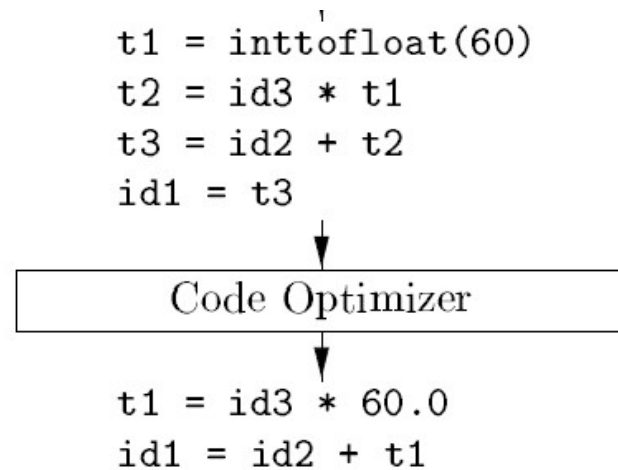 t1 = inttofloat(60)
t2 = id3 * t1
t3 = id2 + t2
id1 = t3
Code Optimizer
t1 = id3 * 60.0
id1 = id2 + t1